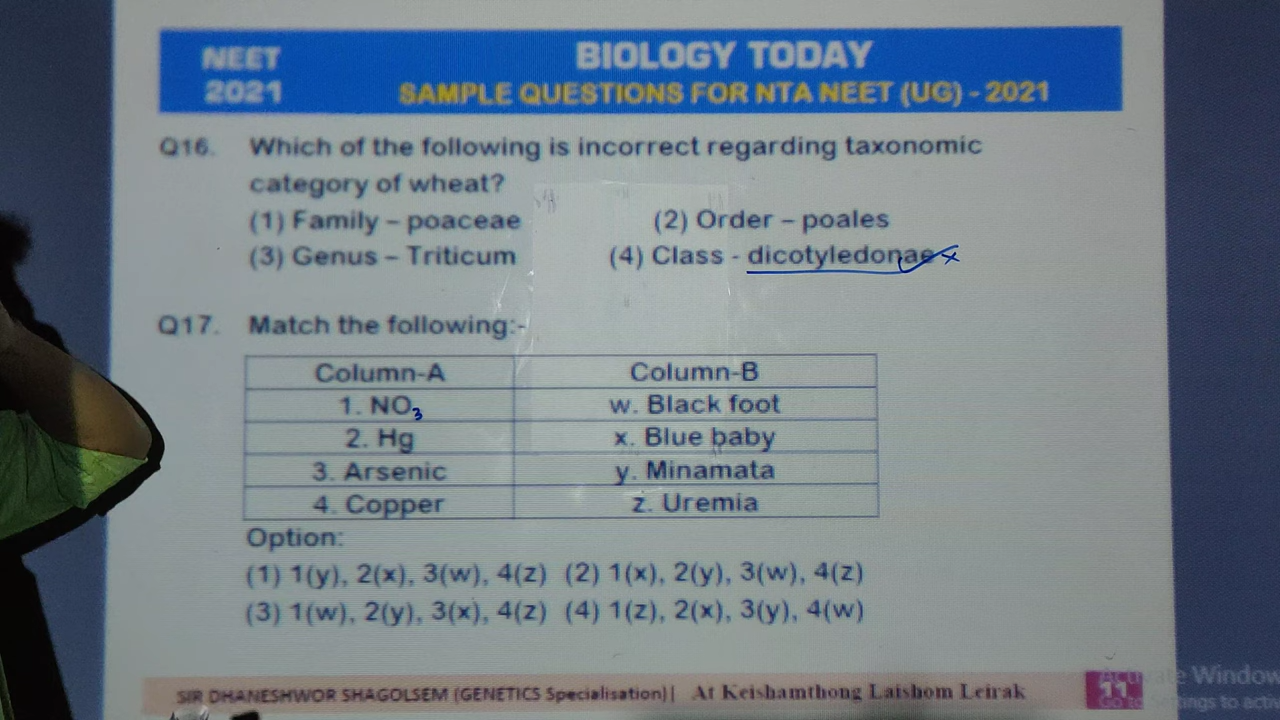 NEET
2021
BIOLOGY TODAY
SAMPLE QUESTIONS FOR NTA NEET (UG) - 2021
Q16. Which of the following is incorrect regarding taxonomic
category of wheat?
(1) Family – poaceae (2) Order – poales
(3) Genus – Triticum (4) Class - dicotyledonae x
Q17. Match the following:-
Column-A Column-B
1. NO3 w. Black foot
2. Hg x. Blue baby
3. Arsenic y. Minamata
4. Copper z. Uremia
Option:
(1) 1(y), 2(x), 3(w), 4(z) (2) 1(x), 2(y), 3(w), 4(z)
(3) 1(w), 2(y), 3(x), 4(z) (4) 1(z), 2(x), 3(y), 4(w)
SIR DHANESHWOR SHAGOLSEM (GENETICS Specialisation)| At Keishamthong Laishom Leirak 11